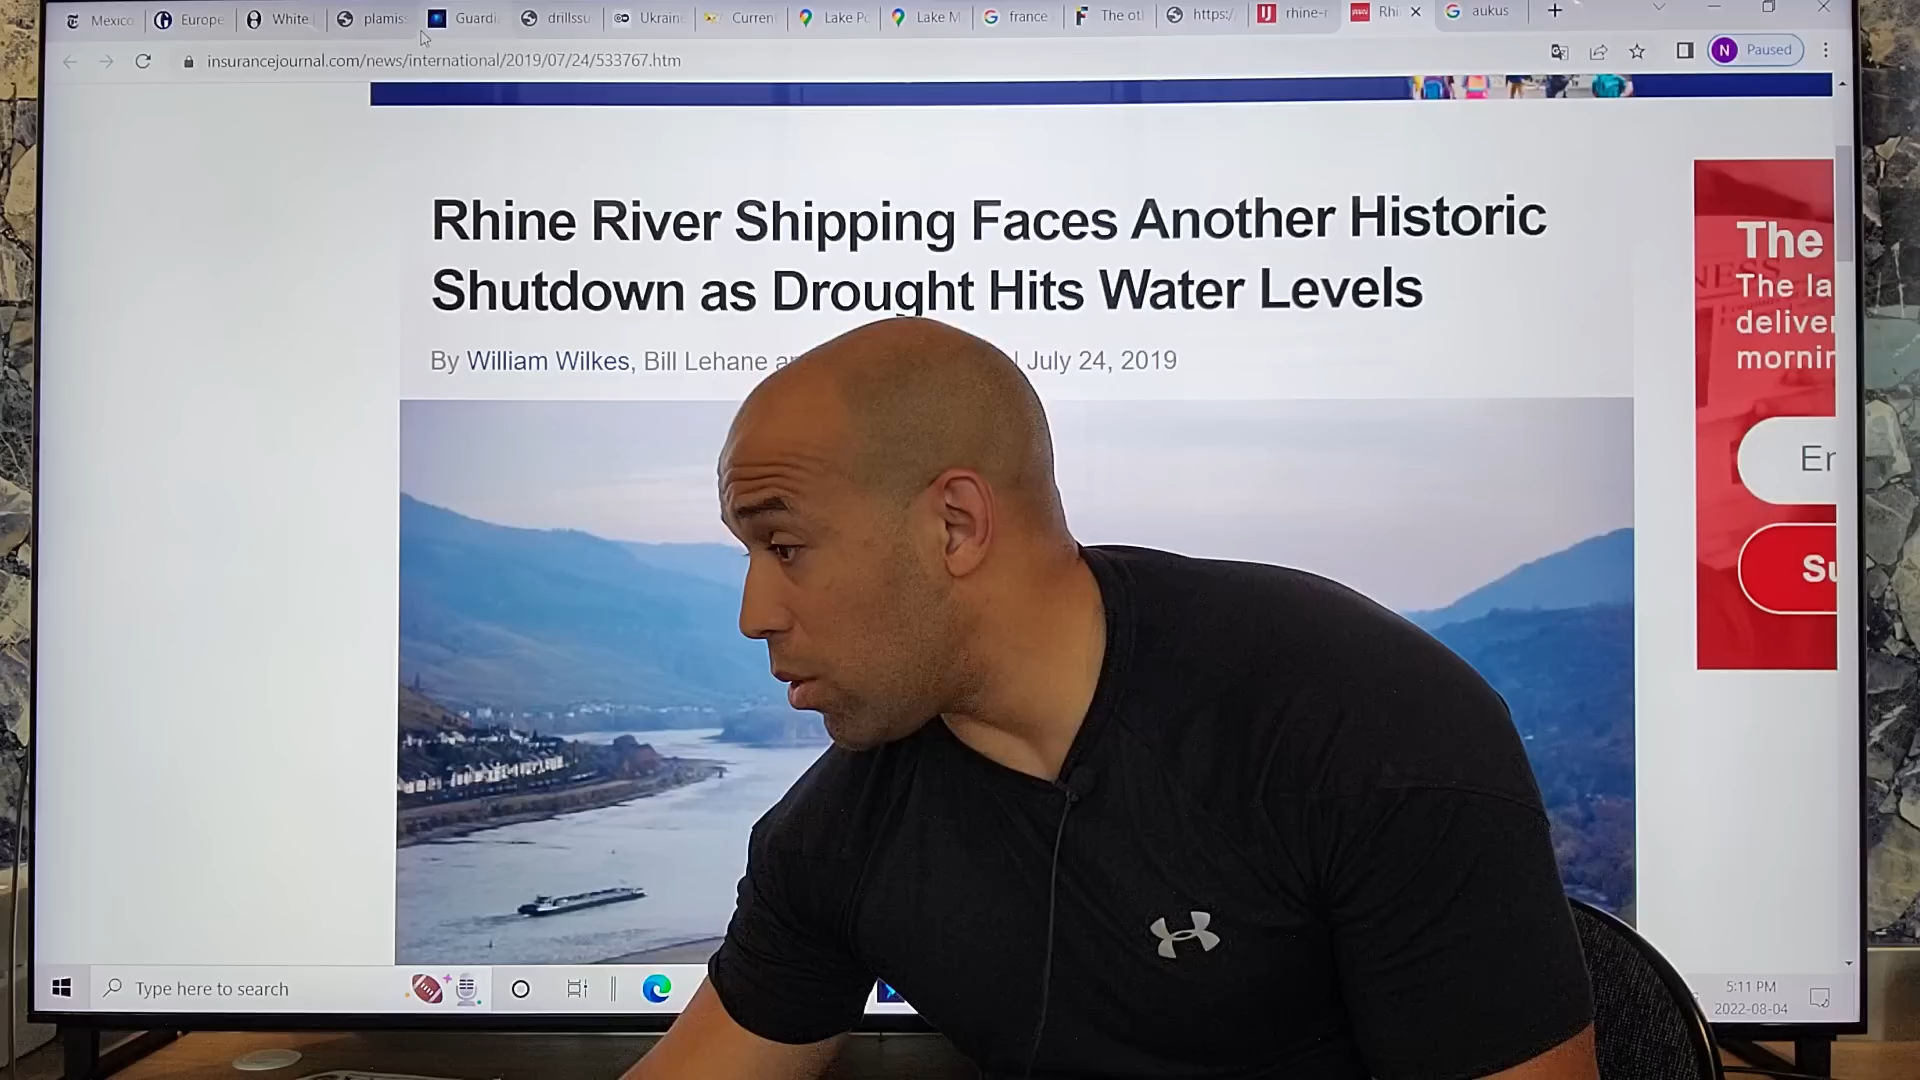 Mexico
Europe
White
plamis
Guardi
drillssu
Ukrain
Curren
Lake Po
Lake M
france
The ot
https:/
rhine-r
Rhi
aukus
insurancejournal.com/news/international/2019/07/24/533767.htm
N Paused
Rhine River Shipping Faces Another Historic
Shutdown as Drought Hits Water Levels
By William Wilkes, Bill Lehane a
July 24, 2019
The
The la
deliver
mornin
En
Su
Type here to search
5:11 PM
2022-08-04